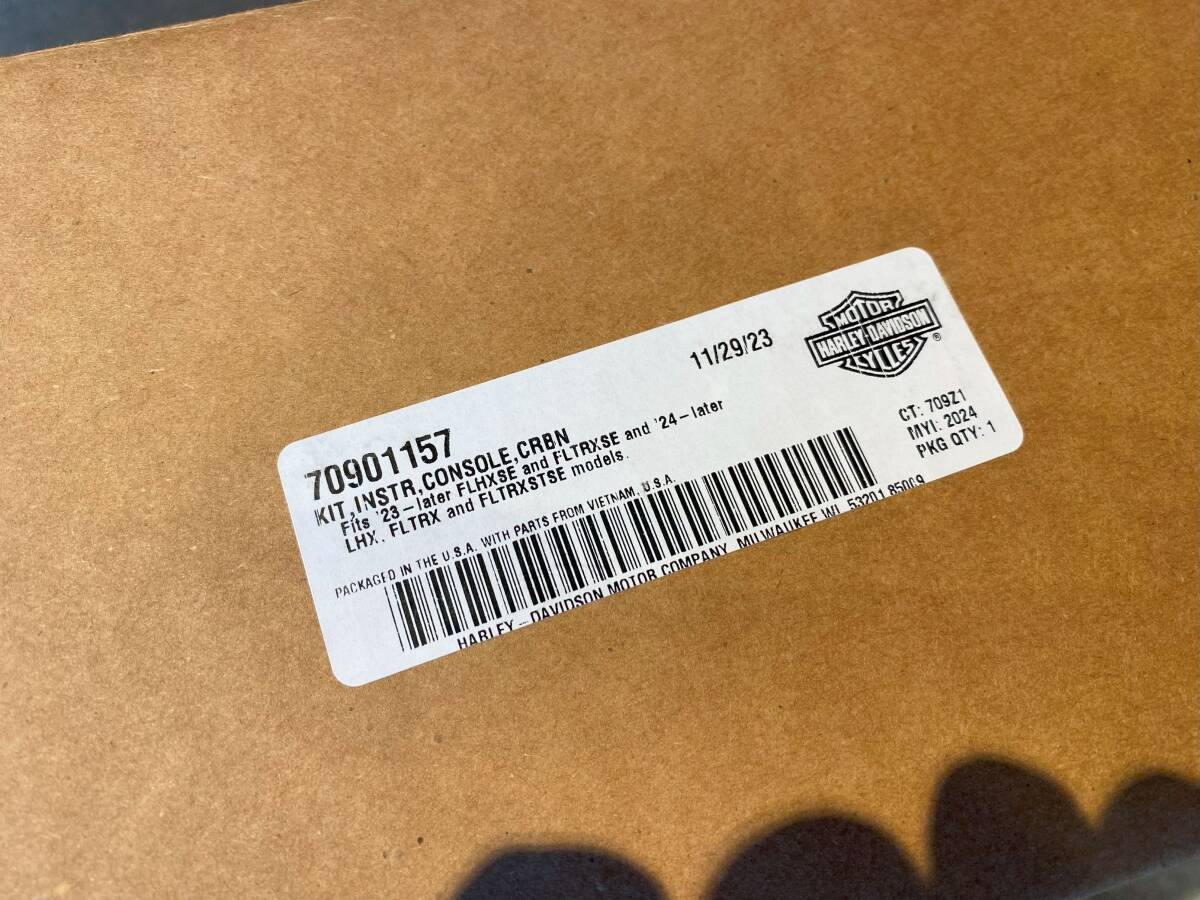 11/29/23
MOTOR
HARLEY-DAVIDSON
CYCLES
®
70901157
KIT,INSTR,CONSOLE,CRBN
Fits '23-later FLHXSE and FLTRXSE and '24-later
LHX, FLTRX and FLTRXSTSE models.
CT: 709Z1
MYI: 2024
PKG QTY: 1
PACKAGED IN THE U.S.A. WITH PARTS FROM VIETNAM, U.S.A.
HARLEY-DAVIDSON MOTOR COMPANY MILWAUKEE WI 53201